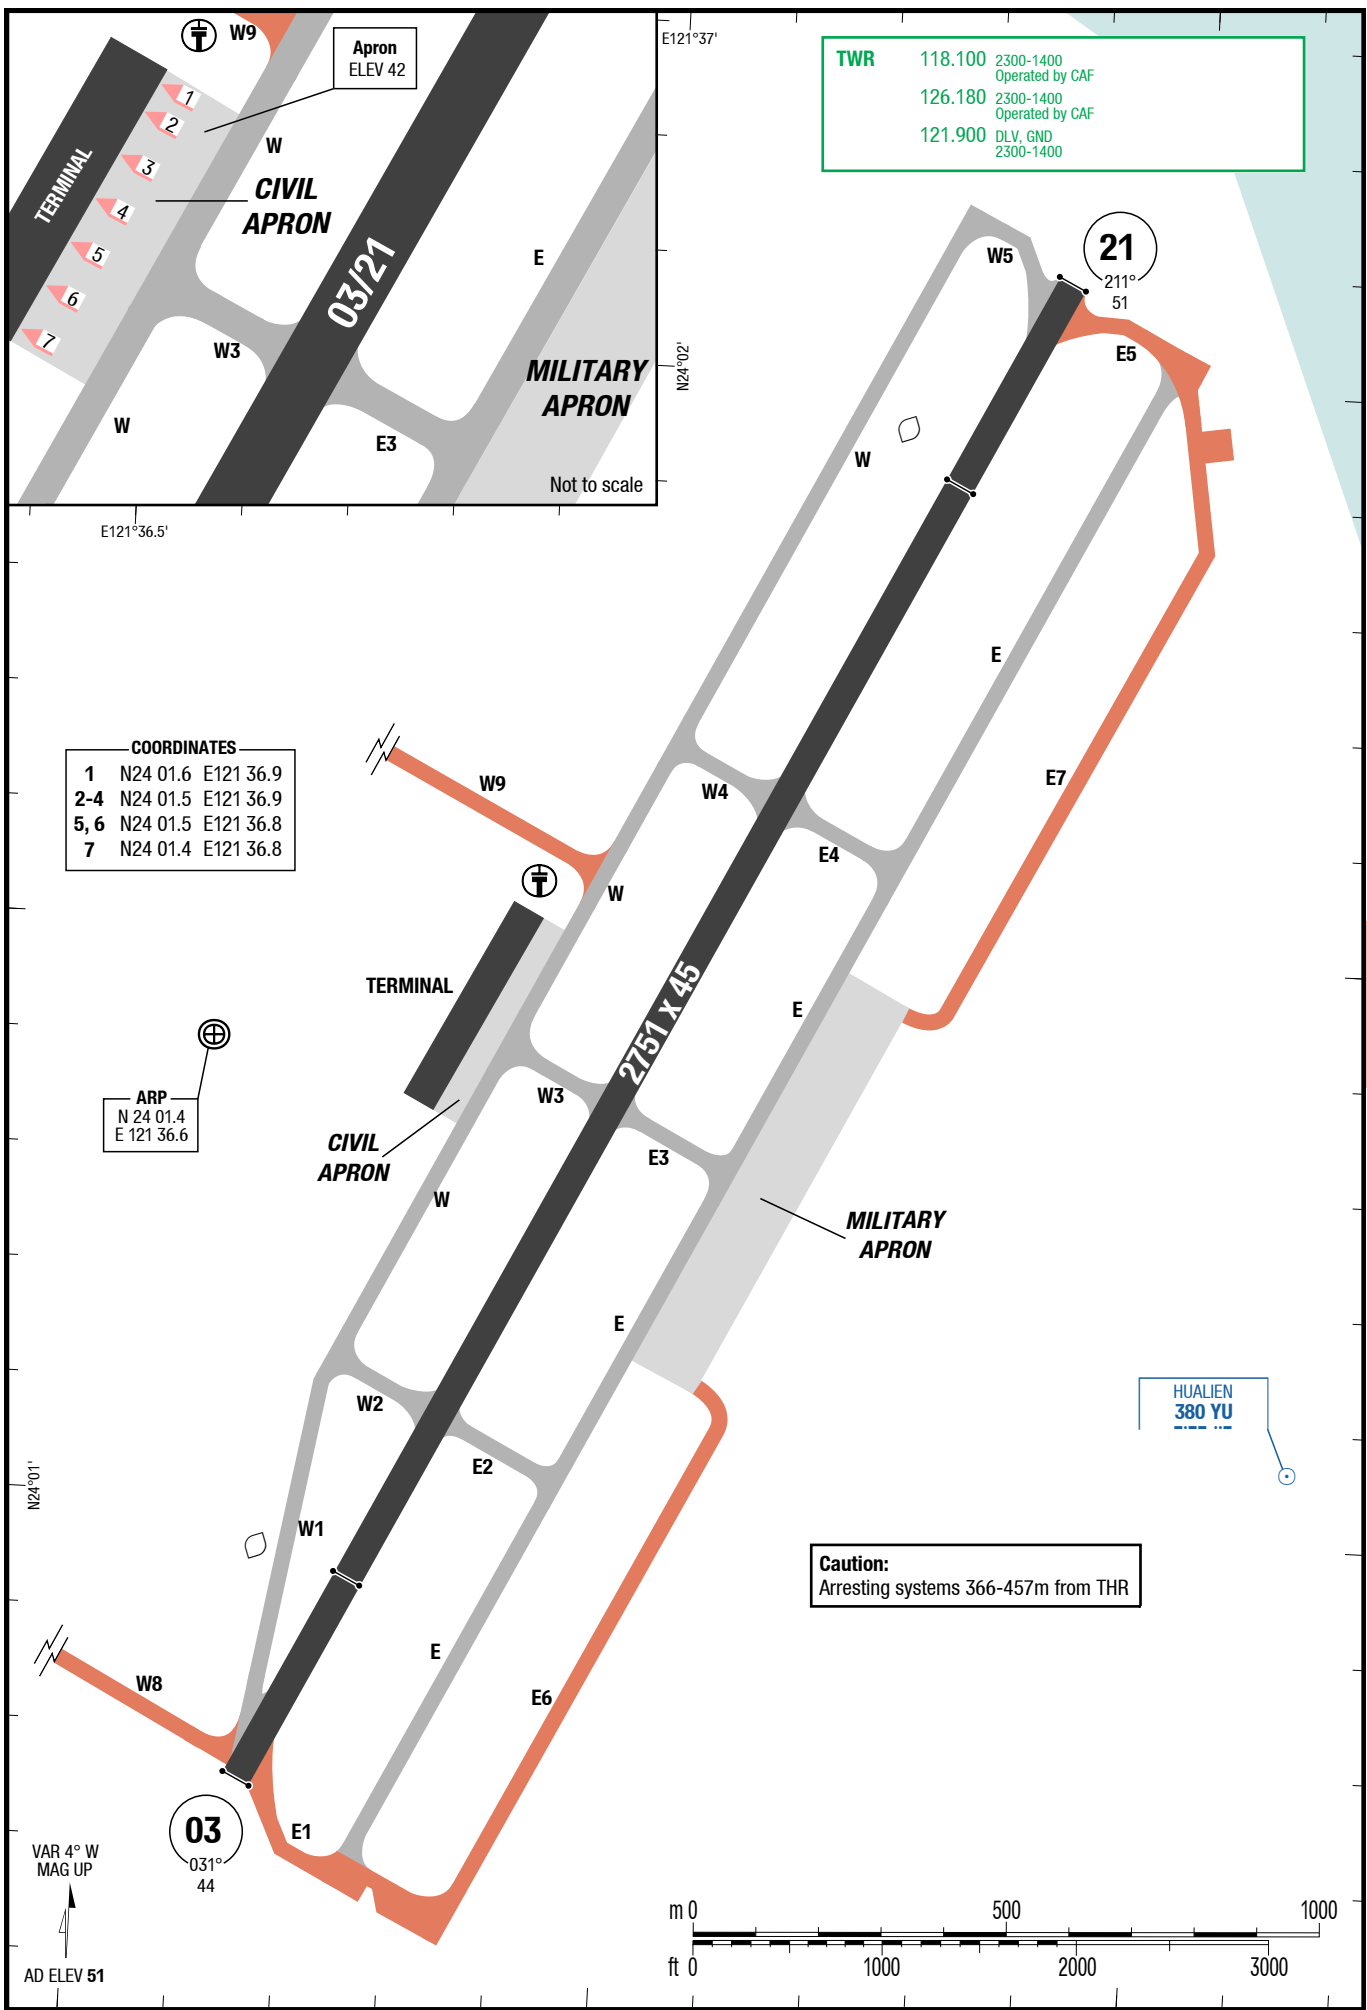 W9
Apron
ELEV 42
1
2
3
4
5
6
7
TERMINAL
W
CIVIL
APRON
03/21
E
W3
MILITARY
APRON
W
E3
Not to scale
E121°37'
N24°02'
E121°36.5'
TWR 118.100 2300-1400
Operated by CAF
126.180 2300-1400
Operated by CAF
121.900 DLV, GND
2300-1400
W5
21
211°
51
E5
W
E
COORDINATES
1 N24 01.6 E121 36.9
2-4 N24 01.5 E121 36.9
5, 6 N24 01.5 E121 36.8
7 N24 01.4 E121 36.8
W9
W4
E7
E4
W
TERMINAL
2751 x 45
E
ARP
N 24 01.4
E 121 36.6
W3
E3
CIVIL
APRON
W
MILITARY
APRON
E
W2
E2
HUALIEN
380 YU
N24°01'
W1
Caution:
Arresting systems 366-457m from THR
E
W8
E6
03
031°
44
E1
VAR 4° W
MAG UP
AD ELEV 51
m 0 500 1000
ft 0 1000 2000 3000